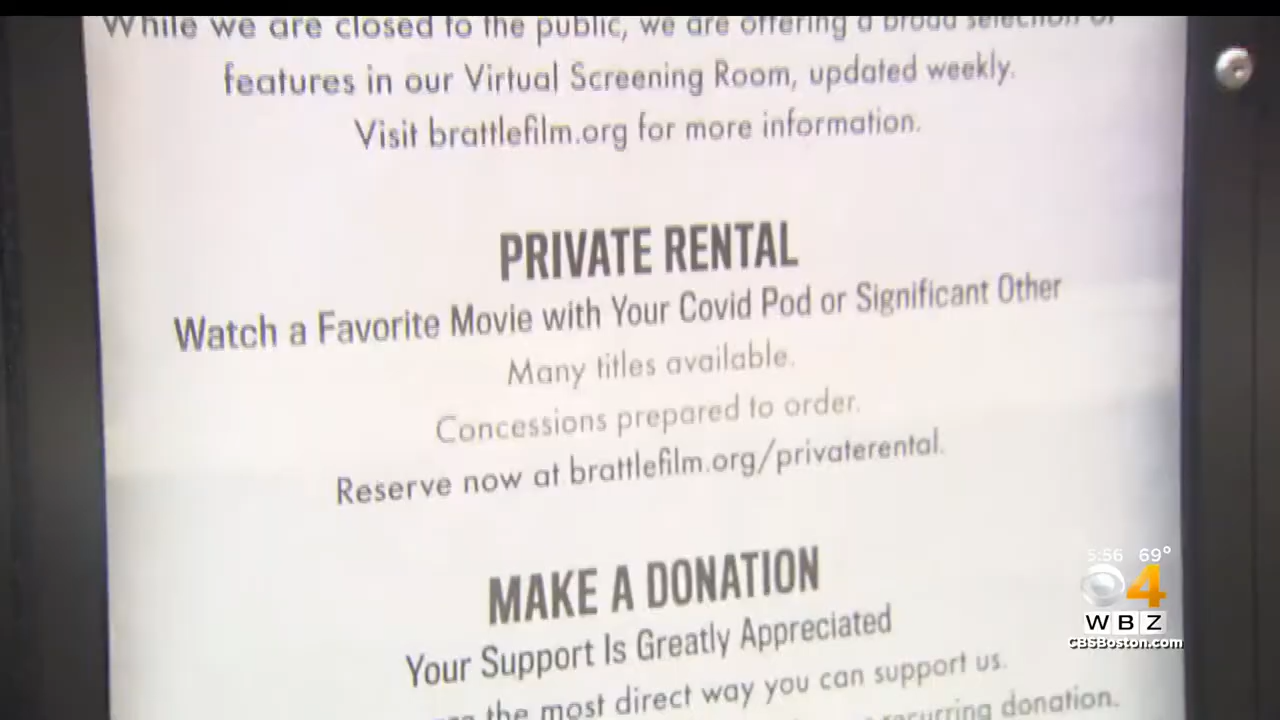 While we are closed to the public, we are offering a broad selection of
features in our Virtual Screening Room, updated weekly.
Visit brattlefilm.org for more information.
PRIVATE RENTAL
Watch a Favorite Movie with Your Covid Pod or Significant Other
Many titles available.
Concessions prepared to order.
Reserve now at brattlefilm.org/privaterental.
MAKE A DONATION
Your Support Is Greatly Appreciated
the most direct way you can support us.
recurring donation.
5:56 69°
4
WBZ
CBSBoston.com